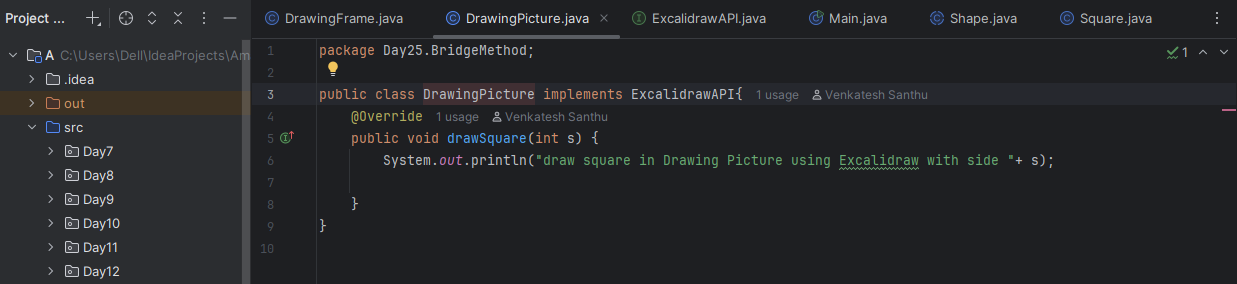 Project ...
DrawingFrame.java DrawingPicture.java ExcalidrawAPI.java Main.java Shape.java Square.java
A C:\Users\Dell\IdeaProjects\Am
.idea
out
src
Day7
Day8
Day9
Day10
Day11
Day12
1 package Day25.BridgeMethod;
2
3 public class DrawingPicture implements ExcalidrawAPI{ 1 usage Venkatesh Santhu
4 @Override 1 usage Venkatesh Santhu
5 public void drawSquare(int s) {
6 System.out.println("draw square in Drawing Picture using Excalidraw with side "+ s);
7
8 }
9 }
10
1